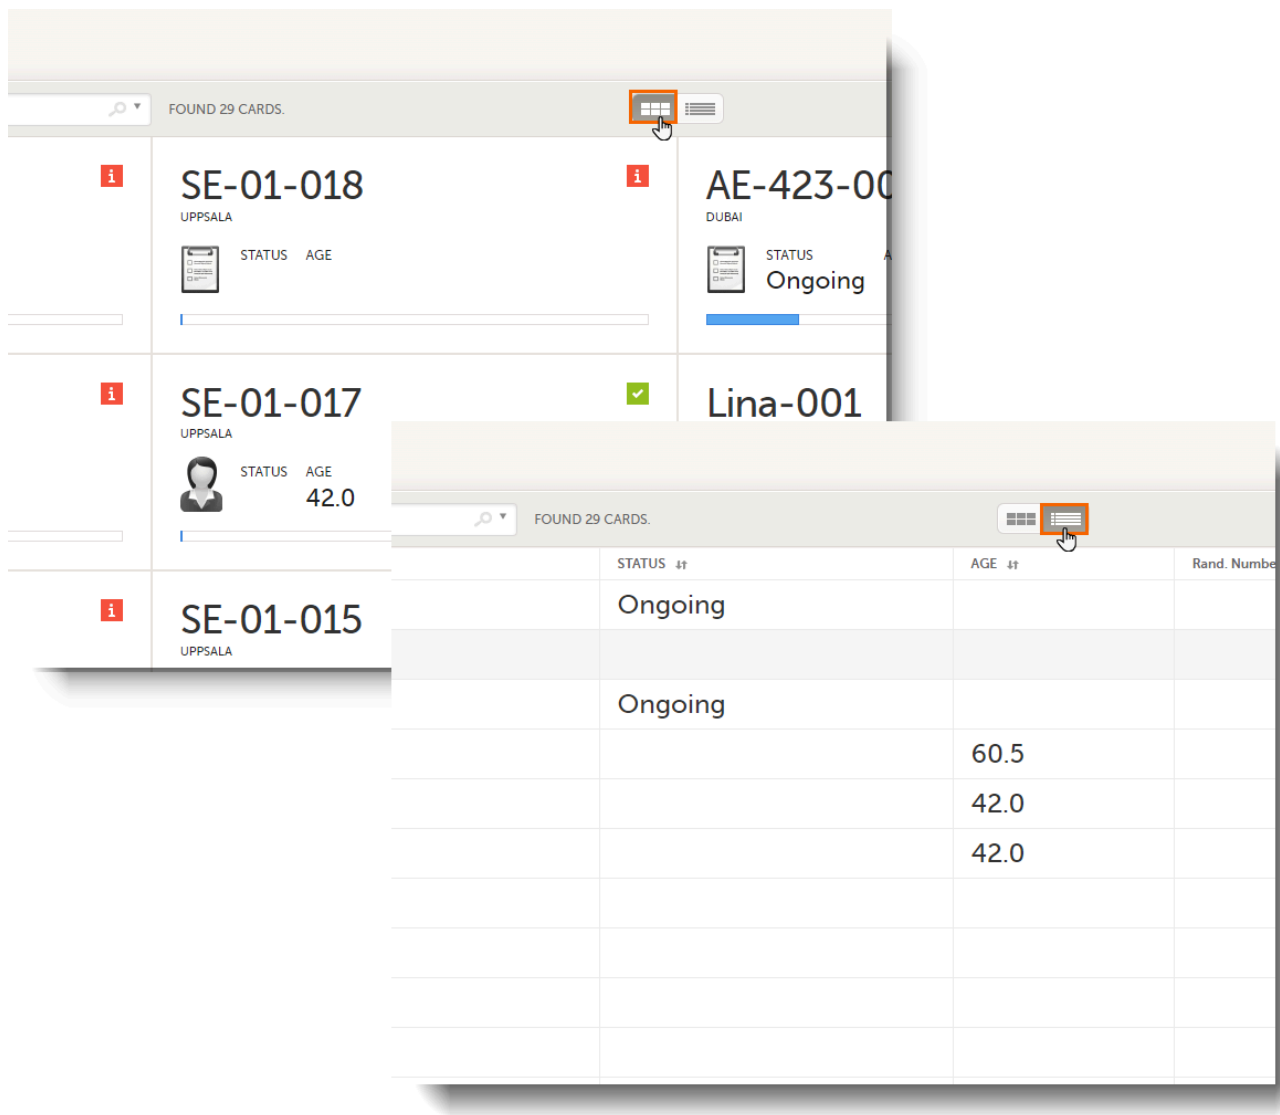 FOUND 29 CARDS.
SE-01-018
UPPSALA
STATUS AGE
AE-423-00
DUBAI
STATUS A
Ongoing
SE-01-017
UPPSALA
STATUS AGE
42.0
Lina-001
SE-01-015
UPPSALA
FOUND 29 CARDS.
STATUS AGE Rand. Numbe
Ongoing
Ongoing
60.5
42.0
42.0